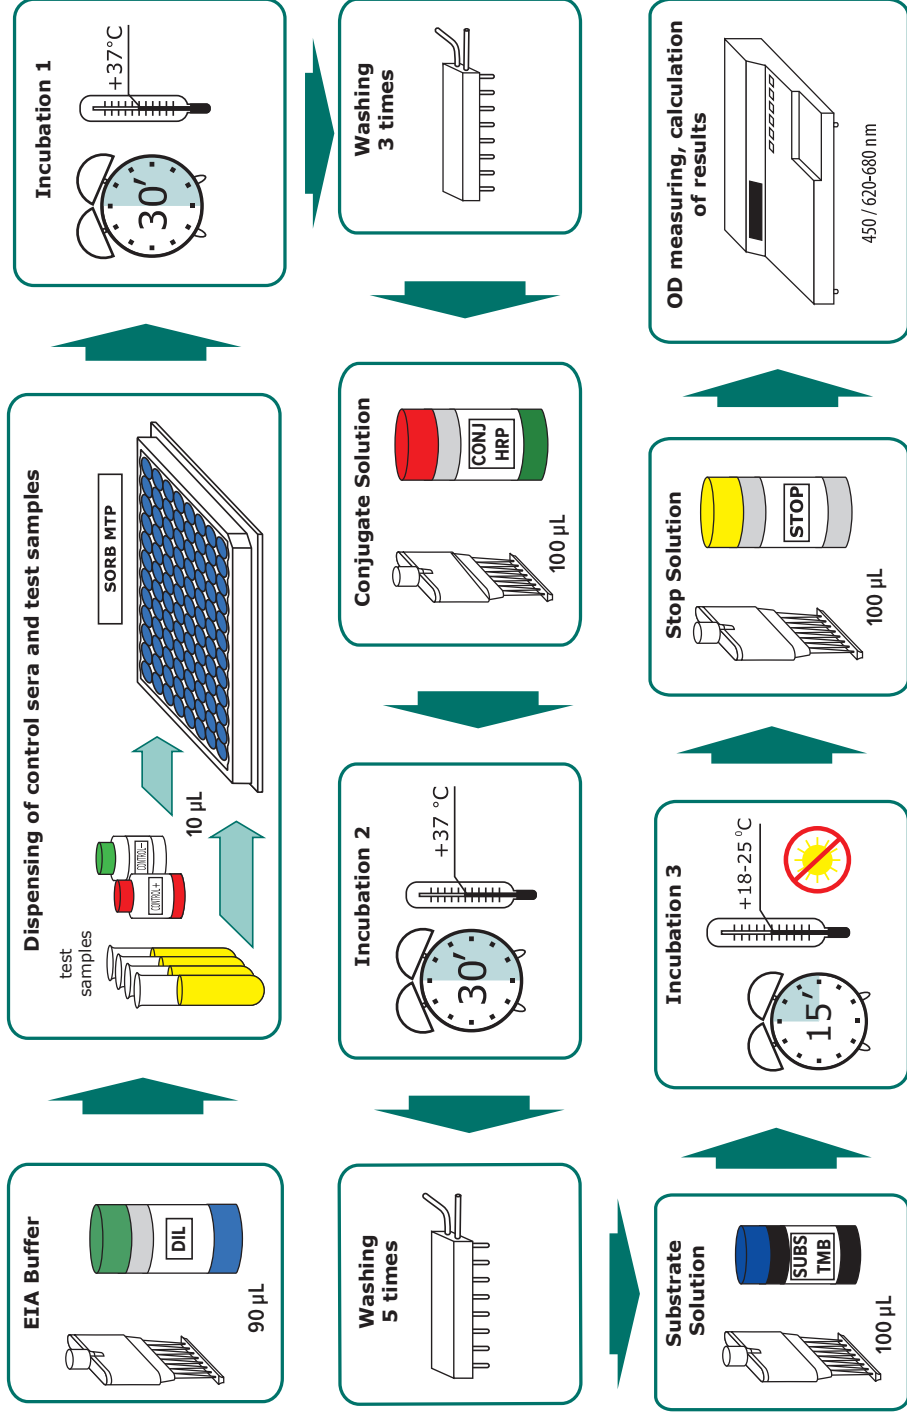 EIA Buffer
DIL
90 µL
Dispensing of control sera and test samples
test
samples
CONTROL+
CONTROL–
10 µL
SORB MTP
Incubation 1
30′
+37°C
Washing
3 times
Conjugate Solution
CONJ
HRP
100 µL
Incubation 2
30′
+37 °C
Washing
5 times
Substrate
Solution
SUBS
TMB
100 µL
Incubation 3
15′
+18-25 ⁰C
Stop Solution
STOP
100 µL
OD measuring, calculation
of results
450 / 620-680 nm